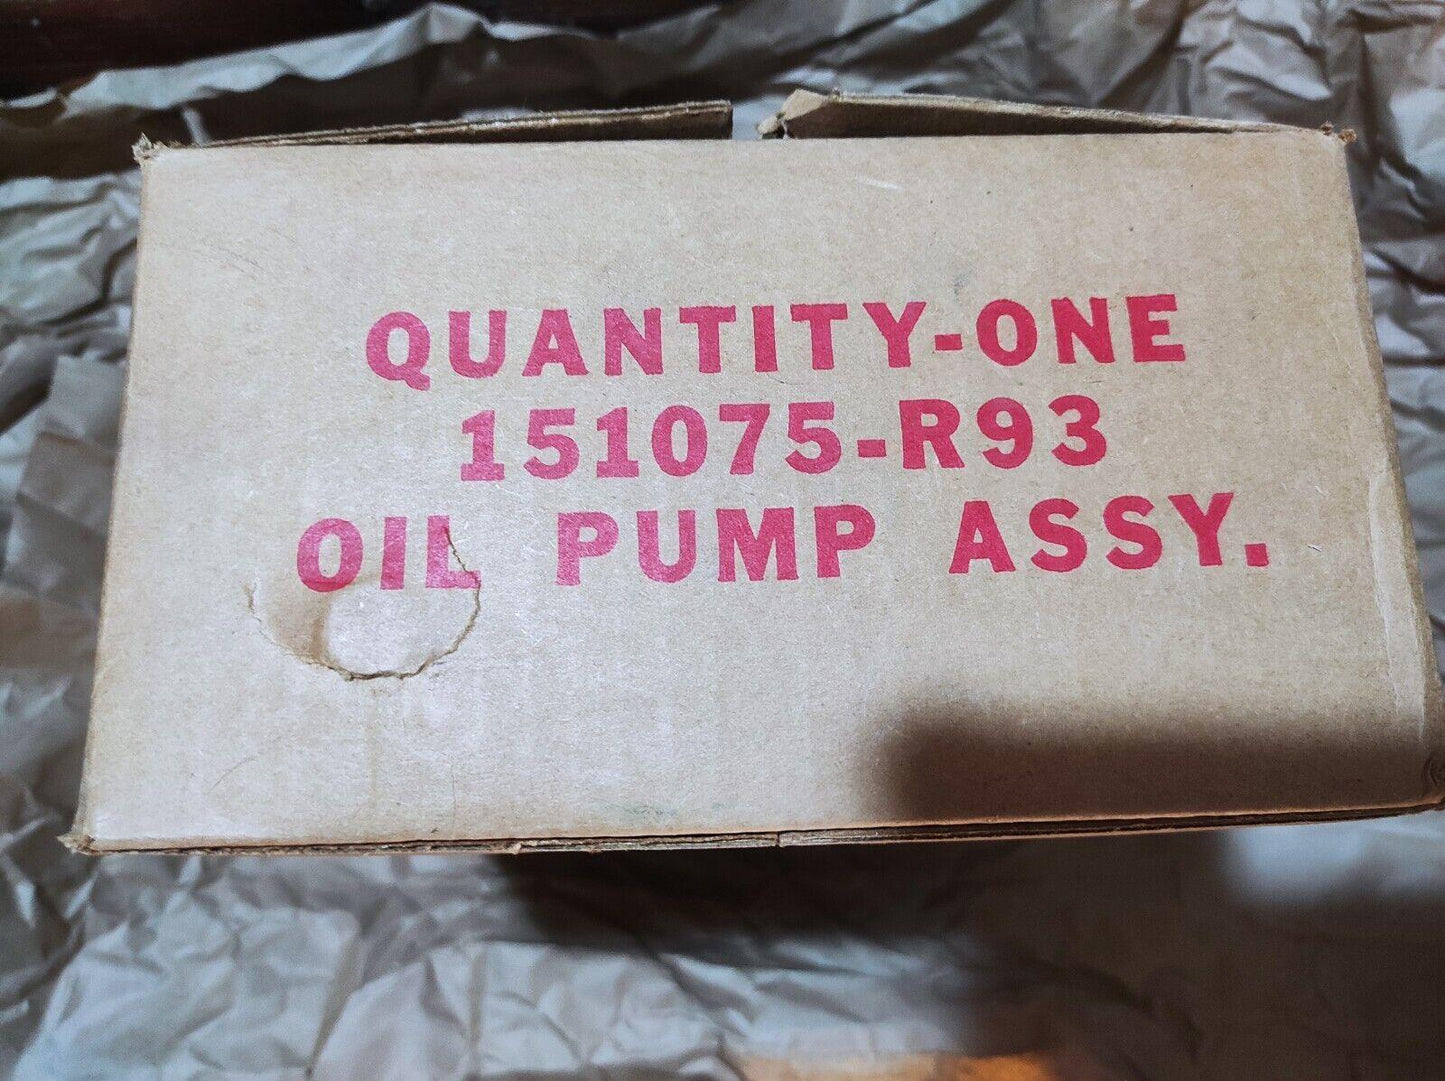 QUANTITY-ONE
151075-R93
OIL PUMP ASSY.